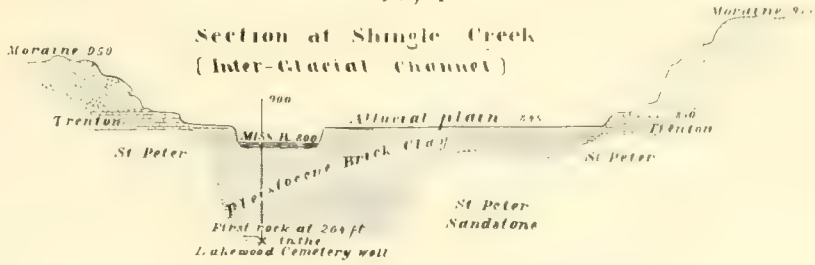 Section at Shingle Creek
( Inter-Glacial Channel )
Moraine 950
Moraine
900
Alluvial plain
Trenton
MISS. R. 800
Trenton
St Peter
St Peter
Pleistocene Brick Clay
St Peter
Sandstone
First rock at 264 ft
in the
Lakewood Cemetery well